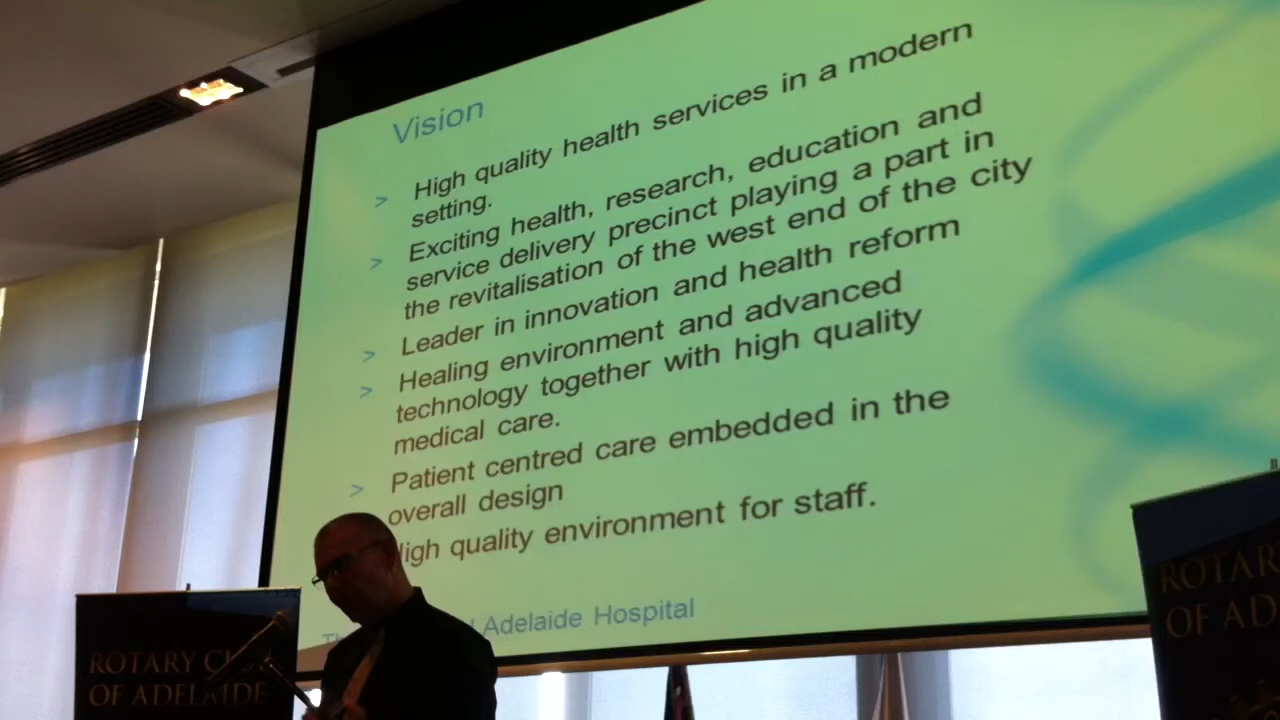 Vision
> High quality health services in a modern
setting.
> Exciting health, research, education and
service delivery precinct playing a part in
the revitalisation of the west end of the city
> Leader in innovation and health reform
> Healing environment and advanced
technology together with high quality
medical care.
> Patient centred care embedded in the
overall design
High quality environment for staff.
Adelaide Hospital
ROTARY CLUB
OF ADELAIDE
ROTAR
OF AD